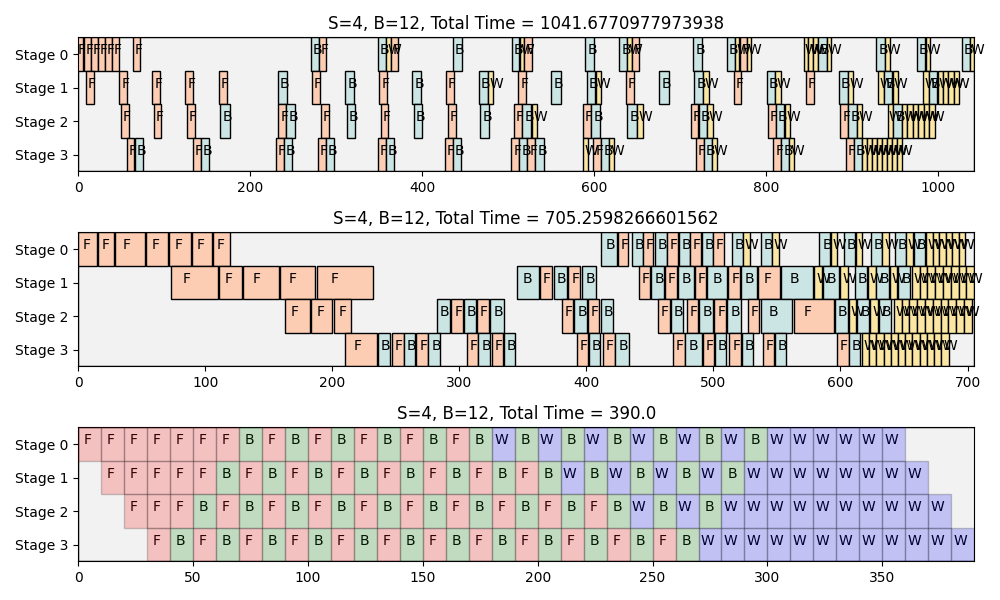 S=4, B=12, Total Time = 1041.6770977973938
Stage 0 F F F F F F F F B F B W F B B W F B B W F B B W F W
Stage 1 F F F F F B F B F B F B W F B B W F B B W F B W F B W
Stage 2 F F F B F B F B F B F B F B W F B B W F B W F B W F B W
Stage 3 F B F B F B F B F B F B F B F B W F B W F B W F B
0 200 400 600 800 1000
S=4, B=12, Total Time = 705.2598266601562
Stage 0 F F F F F F F B F B F B F B F B F B W B W B W B W B W
Stage 1 F F F F F B F B F B F B F B F B F B F B W B W
Stage 2 F F F B F B F B F B F B F B F B F B F B F B W B W B
Stage 3 F B F B F B F B F B F B F B F B F B F B F B F B
0 100 200 300 400 500 600 700
S=4, B=12, Total Time = 390.0
Stage 0 F F F F F F F B F B F B F B F B F B W B W B W B W B W B W B W W W W W W
Stage 1 F F F F F B F B F B F B F B F B F B F B W B W B W B W B W W W W W W W W
Stage 2 F F F B F B F B F B F B F B F B F B F B F B W B W B W W W W W W W W W W
Stage 3 F B F B F B F B F B F B F B F B F B F B F B F B W W W W W W W W W W W W
0 50 100 150 200 250 300 350